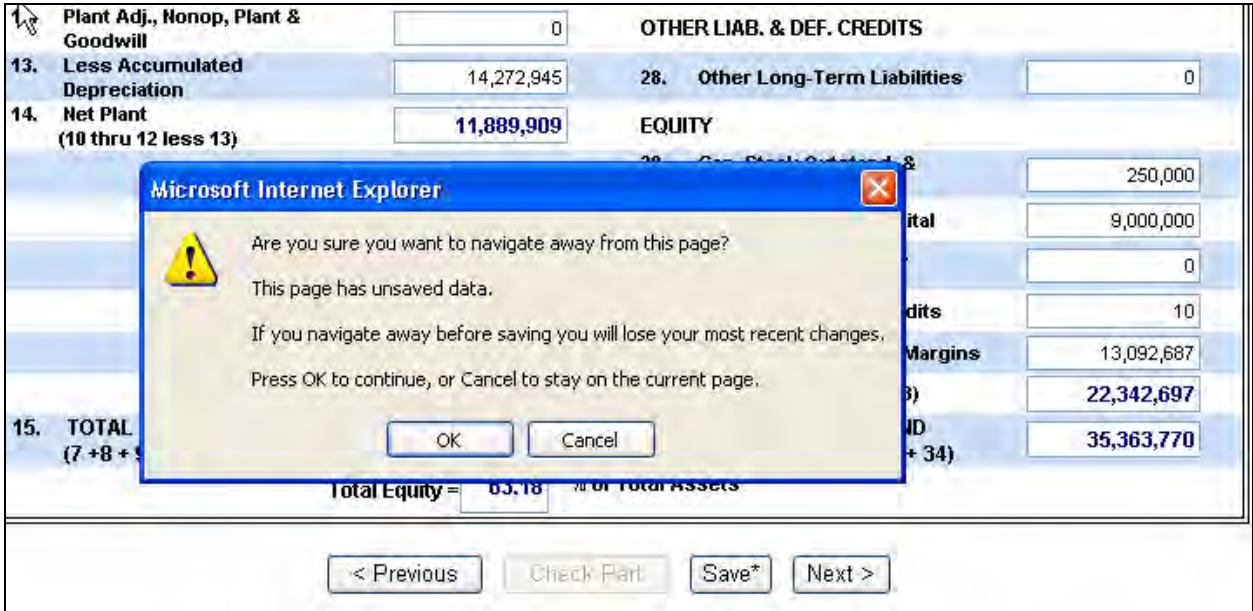 Plant Adj., Nonop, Plant &
Goodwill
0
OTHER LIAB. & DEF. CREDITS
13. Less Accumulated
Depreciation
14,272,945
28. Other Long-Term Liabilities
0
14. Net Plant
(10 thru 12 less 13)
11,889,909
EQUITY
&
250,000
ital
9,000,000
0
dits
10
Margins
13,092,687
3)
22,342,697
15. TOTAL
(7 +8 +
ND
+ 34)
35,363,770
Microsoft Internet Explorer
Are you sure you want to navigate away from this page?
This page has unsaved data.
If you navigate away before saving you will lose your most recent changes.
Press OK to continue, or Cancel to stay on the current page.
OK
Cancel
Total Equity = 63.18 % of Total Assets
< Previous
Check Part
Save*
Next >